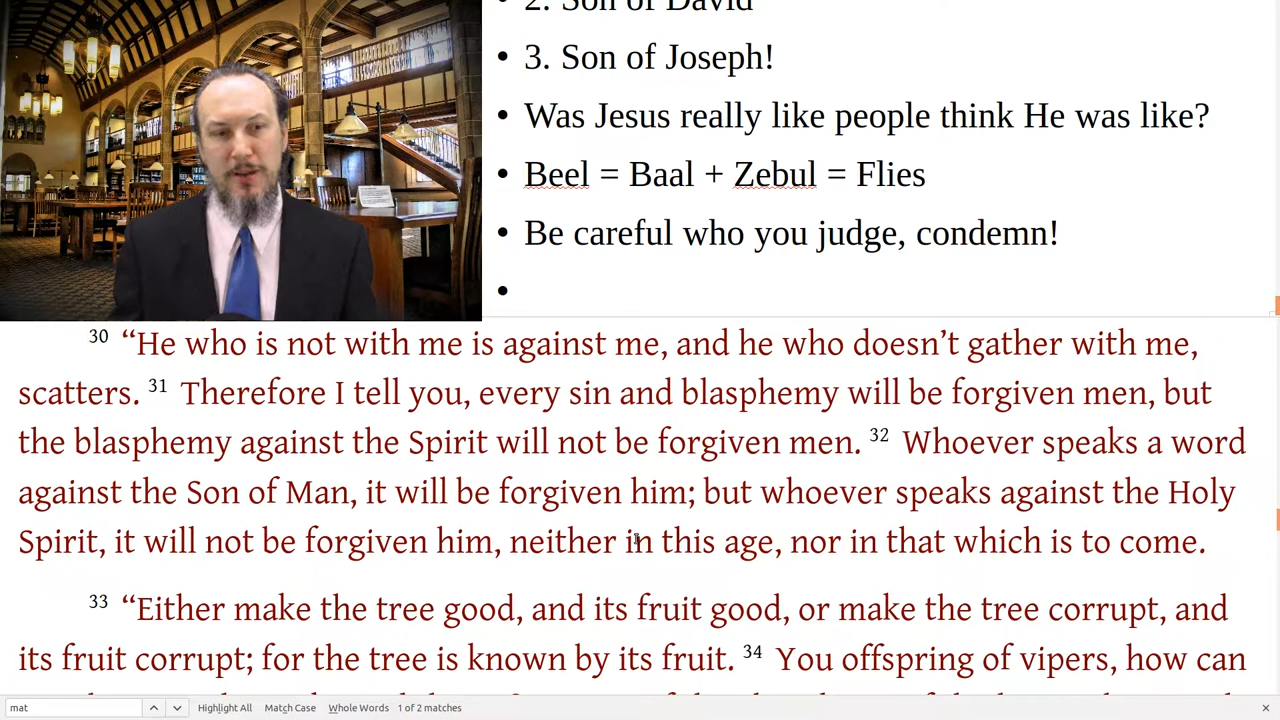 2. Son of David
• 3. Son of Joseph!
• Was Jesus really like people think He was like?
• Beel = Baal + Zebul = Flies
• Be careful who you judge, condemn!
•
30 “He who is not with me is against me, and he who doesn’t gather with me,
scatters. 31 Therefore I tell you, every sin and blasphemy will be forgiven men, but
the blasphemy against the Spirit will not be forgiven men. 32 Whoever speaks a word
against the Son of Man, it will be forgiven him; but whoever speaks against the Holy
Spirit, it will not be forgiven him, neither in this age, nor in that which is to come.
33 “Either make the tree good, and its fruit good, or make the tree corrupt, and
its fruit corrupt; for the tree is known by its fruit. 34 You offspring of vipers, how can
mat Highlight All Match Case Whole Words 1 of 2 matches